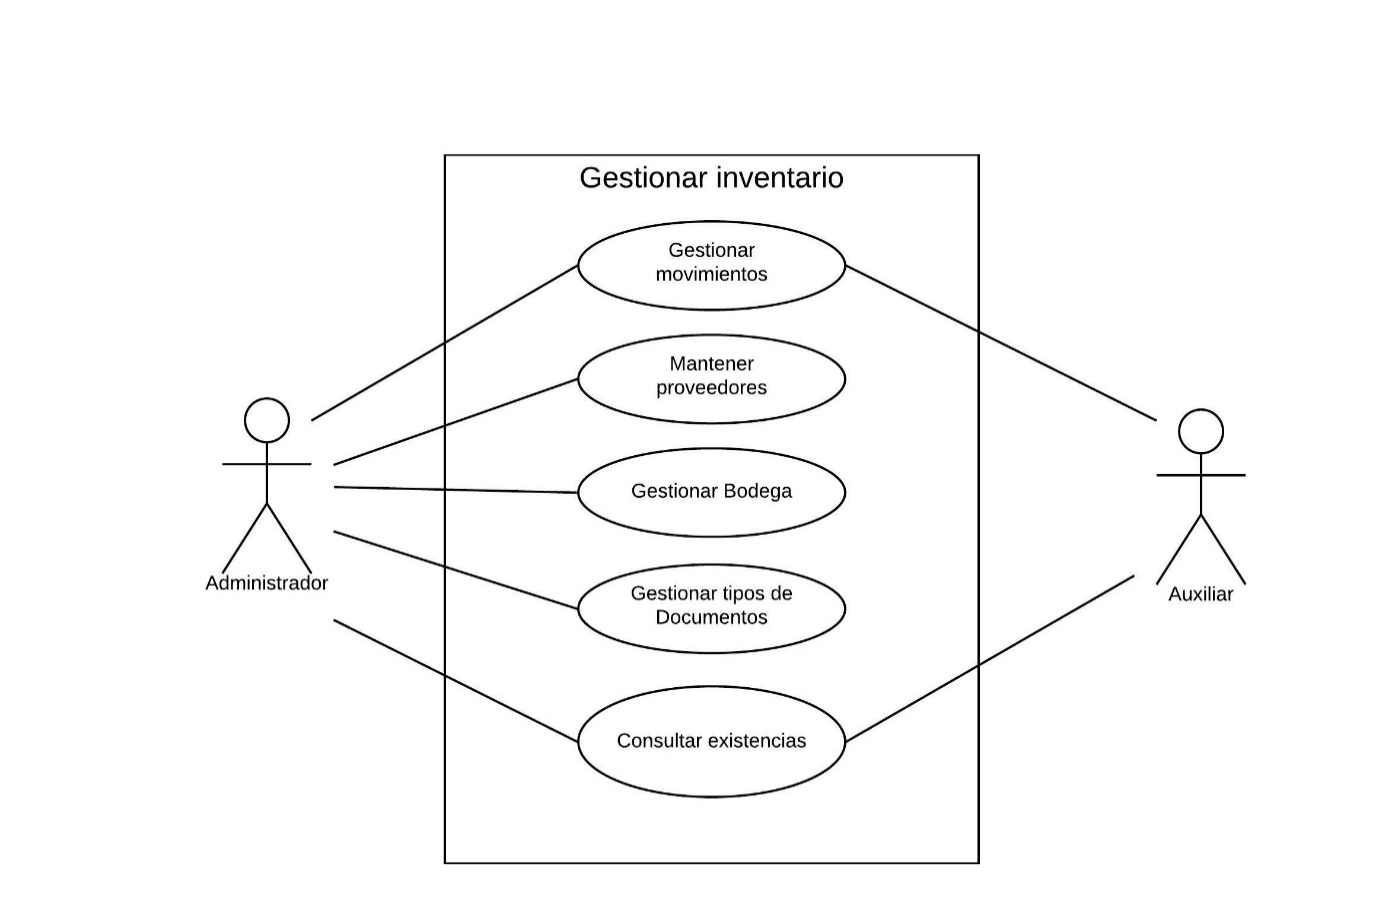 Gestionar inventario
Gestionar
movimientos
Mantener
proveedores
Gestionar Bodega
Administrador
Auxiliar
Gestionar tipos de
Documentos
Consultar existencias